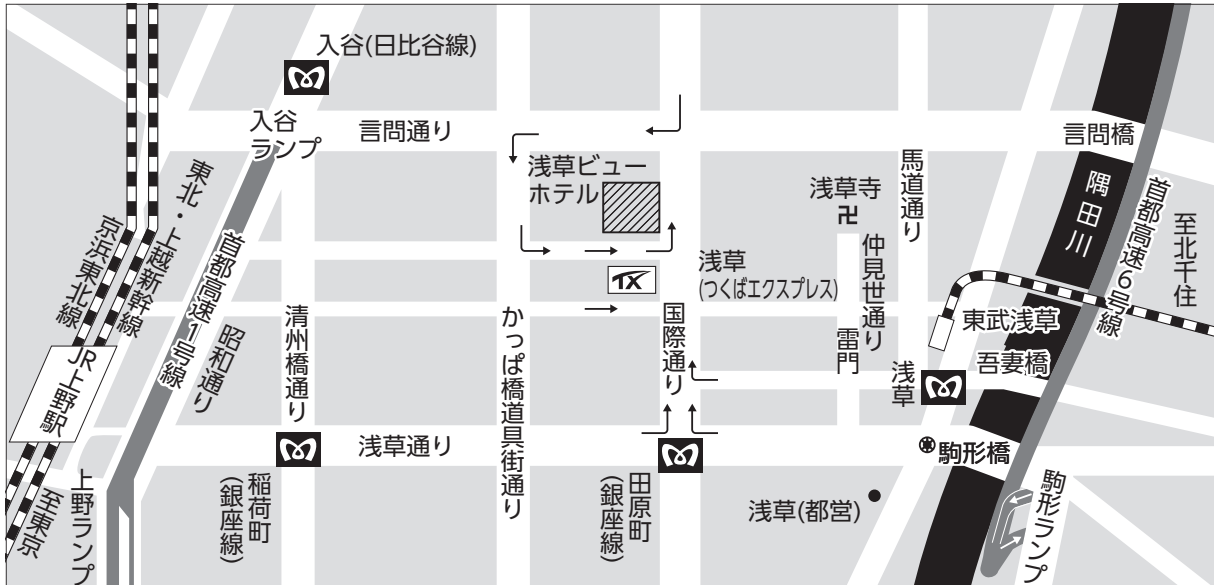 入谷(日比谷線)
入谷
ランプ
言問通り
言問橋
東北・上越新幹線
京浜東北線
首都高速1号線
昭和通り
清州橋通り
浅草ビュー
ホテル
浅草寺
卍
馬道通り
隅田川
首都高速6号線
至北千住
仲見世通り
浅草
(つくばエクスプレス)
TX
国際通り
かっぱ橋道具街通り
雷門
東武浅草
吾妻橋
浅草
JR上野駅
浅草通り
駒形橋
至東京
上野ランプ
稲荷町
(銀座線)
田原町
(銀座線)
浅草(都営)
駒形ランプ